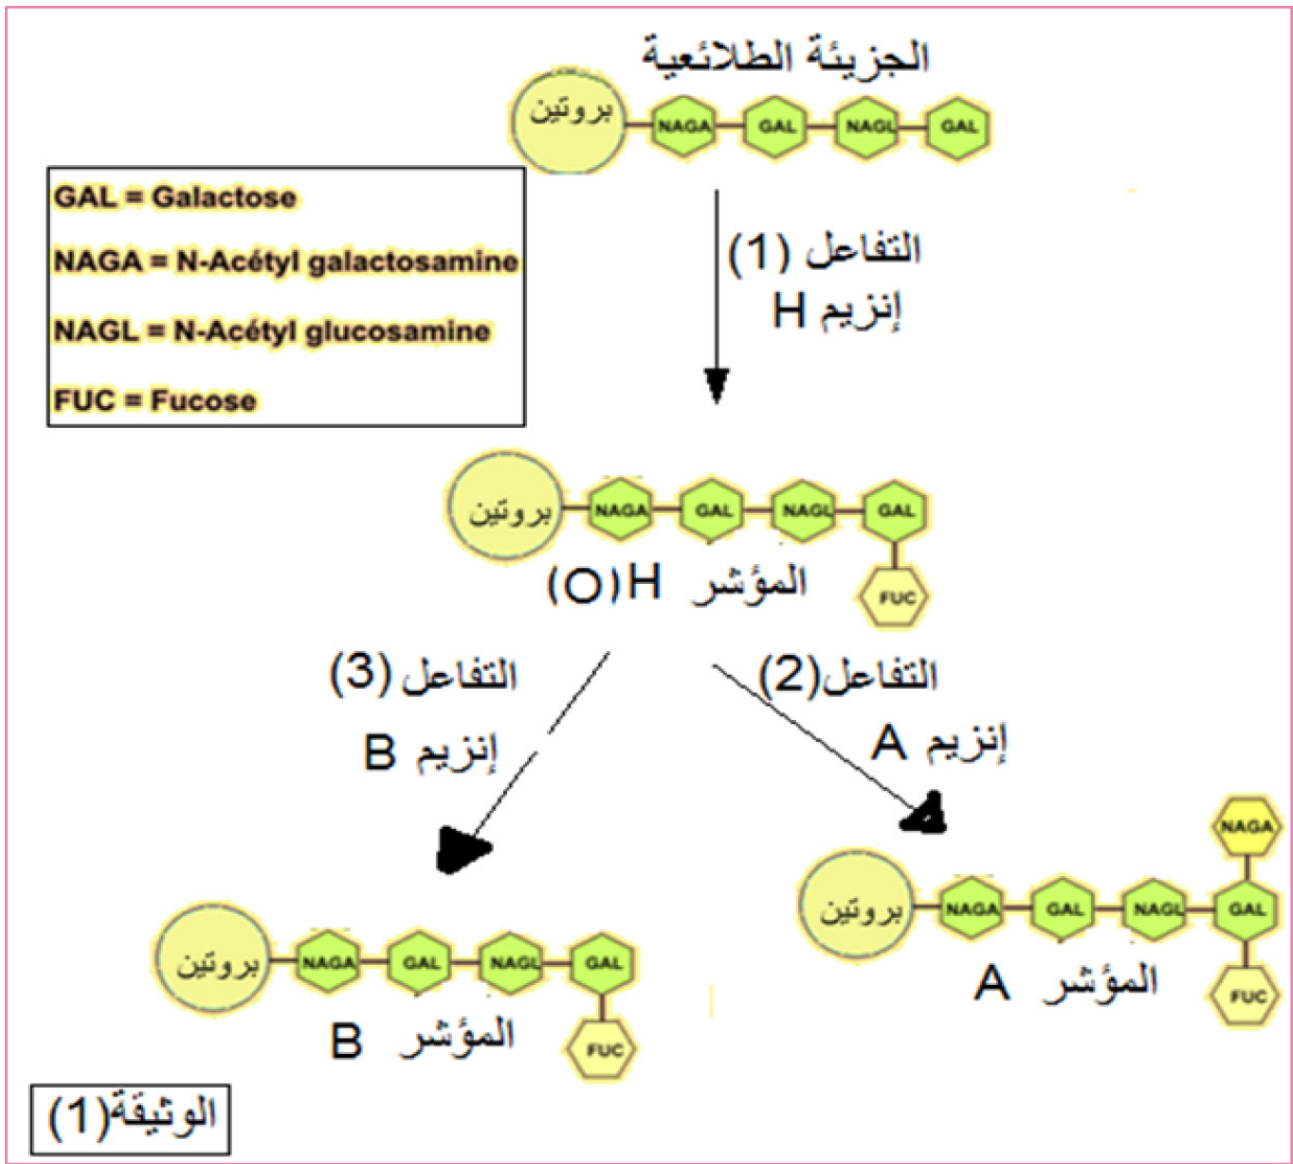 الجزيئة الطلائعية
بروتين NAGA GAL NAGL GAL
GAL = Galactose
NAGA = N-Acétyl galactosamine
NAGL = N-Acétyl glucosamine
FUC = Fucose
التفاعل (1)
إنزيم H
بروتين NAGA GAL NAGL GAL
FUC
المؤشر H(O)
التفاعل (3)
إنزيم B
التفاعل(2)
إنزيم A
NAGA
بروتين NAGA GAL NAGL GAL
FUC
المؤشر A
بروتين NAGA GAL NAGL GAL
FUC
المؤشر B
الوثيقة(1)